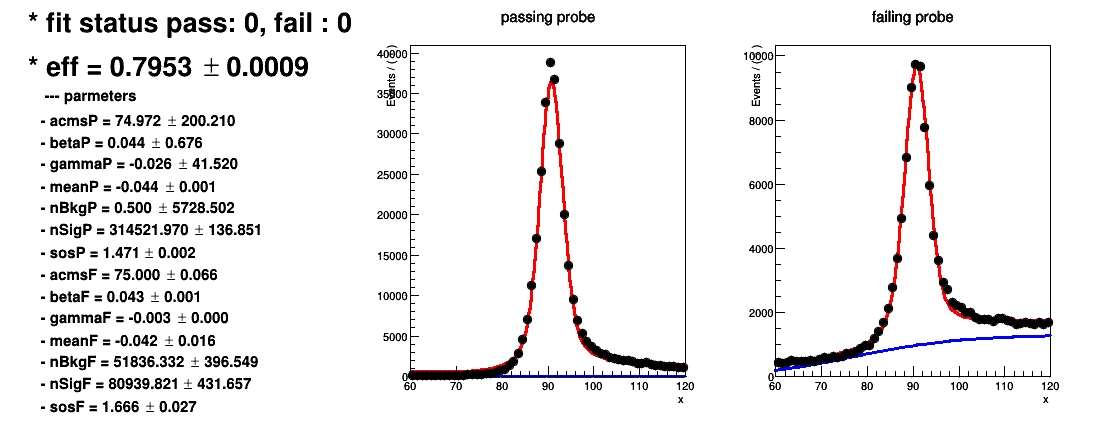 * fit status pass: 0, fail : 0
* eff = 0.7953 ± 0.0009
--- parmeters
- acmsP = 74.972 ± 200.210
- betaP = 0.044 ± 0.676
- gammaP = -0.026 ± 41.520
- meanP = -0.044 ± 0.001
- nBkgP = 0.500 ± 5728.502
- nSigP = 314521.970 ± 136.851
- sosP = 1.471 ± 0.002
- acmsF = 75.000 ± 0.066
- betaF = 0.043 ± 0.001
- gammaF = -0.003 ± 0.000
- meanF = -0.042 ± 0.016
- nBkgF = 51836.332 ± 396.549
- nSigF = 80939.821 ± 431.657
- sosF = 1.666 ± 0.027
passing probe
Events / ( )
40000
35000
30000
25000
20000
15000
10000
5000
0
60 70 80 90 100 110 120
x
failing probe
Events / ( )
10000
8000
6000
4000
2000
0
60 70 80 90 100 110 120
x